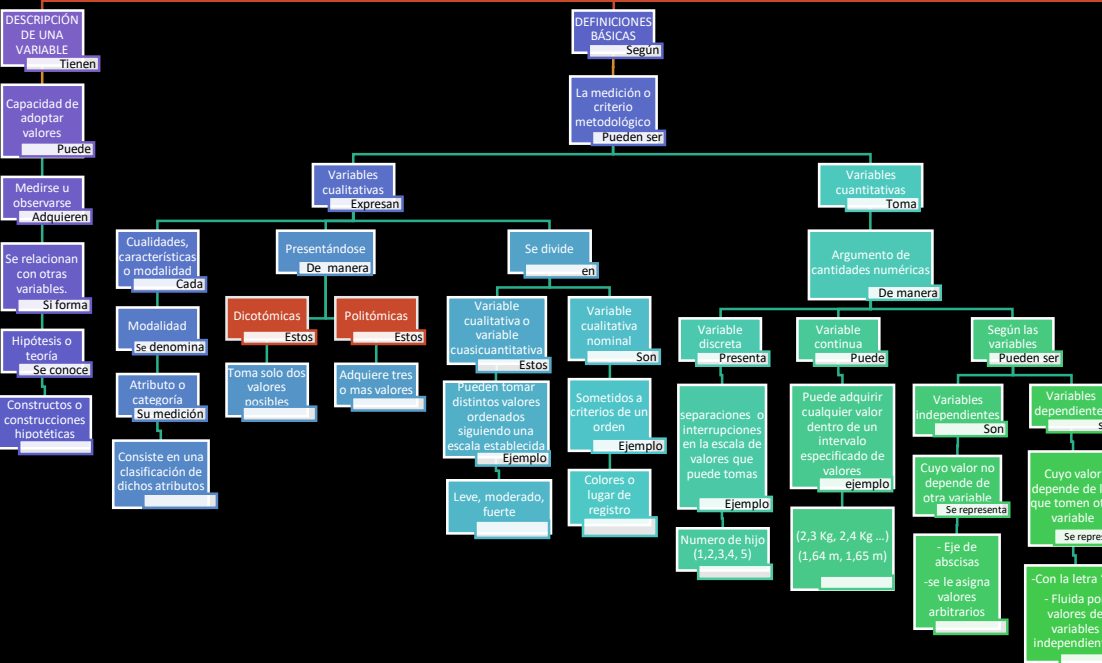 DESCRIPCIÓN
DE UNA
VARIABLE
Tienen
Capacidad de
adoptar
valores
Puede
Medirse u
observarse
Adquieren
Se relacionan
con otras
variables.
Si forma
Hipótesis o
teoría
Se conoce
Constructos o
construcciones
hipotéticas
DEFINICIONES
BÁSICAS
Según
La medición o
criterio
metodológico
Pueden ser
Variables
cualitativas
Expresan
Cualidades,
características
o modalidad
Cada
Modalidad
Se denomina
Atributo o
categoría
Su medición
Consiste en una
clasificación de
dichos atributos
Presentándose
De manera
Dicotómicas
Estos
Toma solo dos
valores
posibles
Politómicas
Estos
Adquiere tres
o mas valores
Se divide
en
Variable
cualitativa o
variable
cuasicuantitativa
Estos
Pueden tomar
distintos valores
ordenados
siguiendo una
escala establecida
Ejemplo
Leve, moderado,
fuerte
Variable
cualitativa
nominal
Son
Sometidos a
criterios de un
orden
Ejemplo
Colores o
lugar de
registro
Variables
cuantitativas
Toma
Argumento de
cantidades numéricas
De manera
Variable
discreta
Presenta
separaciones o
interrupciones
en la escala de
valores que
puede tomas
Ejemplo
Numero de hijo
(1,2,3,4, 5)
Variable
continua
Puede
Puede adquirir
cualquier valor
dentro de un
intervalo
especificado de
valores
ejemplo
(2,3 Kg, 2,4 Kg ...)
(1,64 m, 1,65 m)
Según las
variables
Pueden ser
Variables
independientes
Son
Cuyo valor no
depende de
otra variable
Se representa
- Eje de
abscisas
-se le asigna
valores
arbitrarios
Variables
dependiente
s
Cuyo valor
depende de
que tomen
variable
Se repres
-Con la letra
- Fluida po
valores de
variables
independien